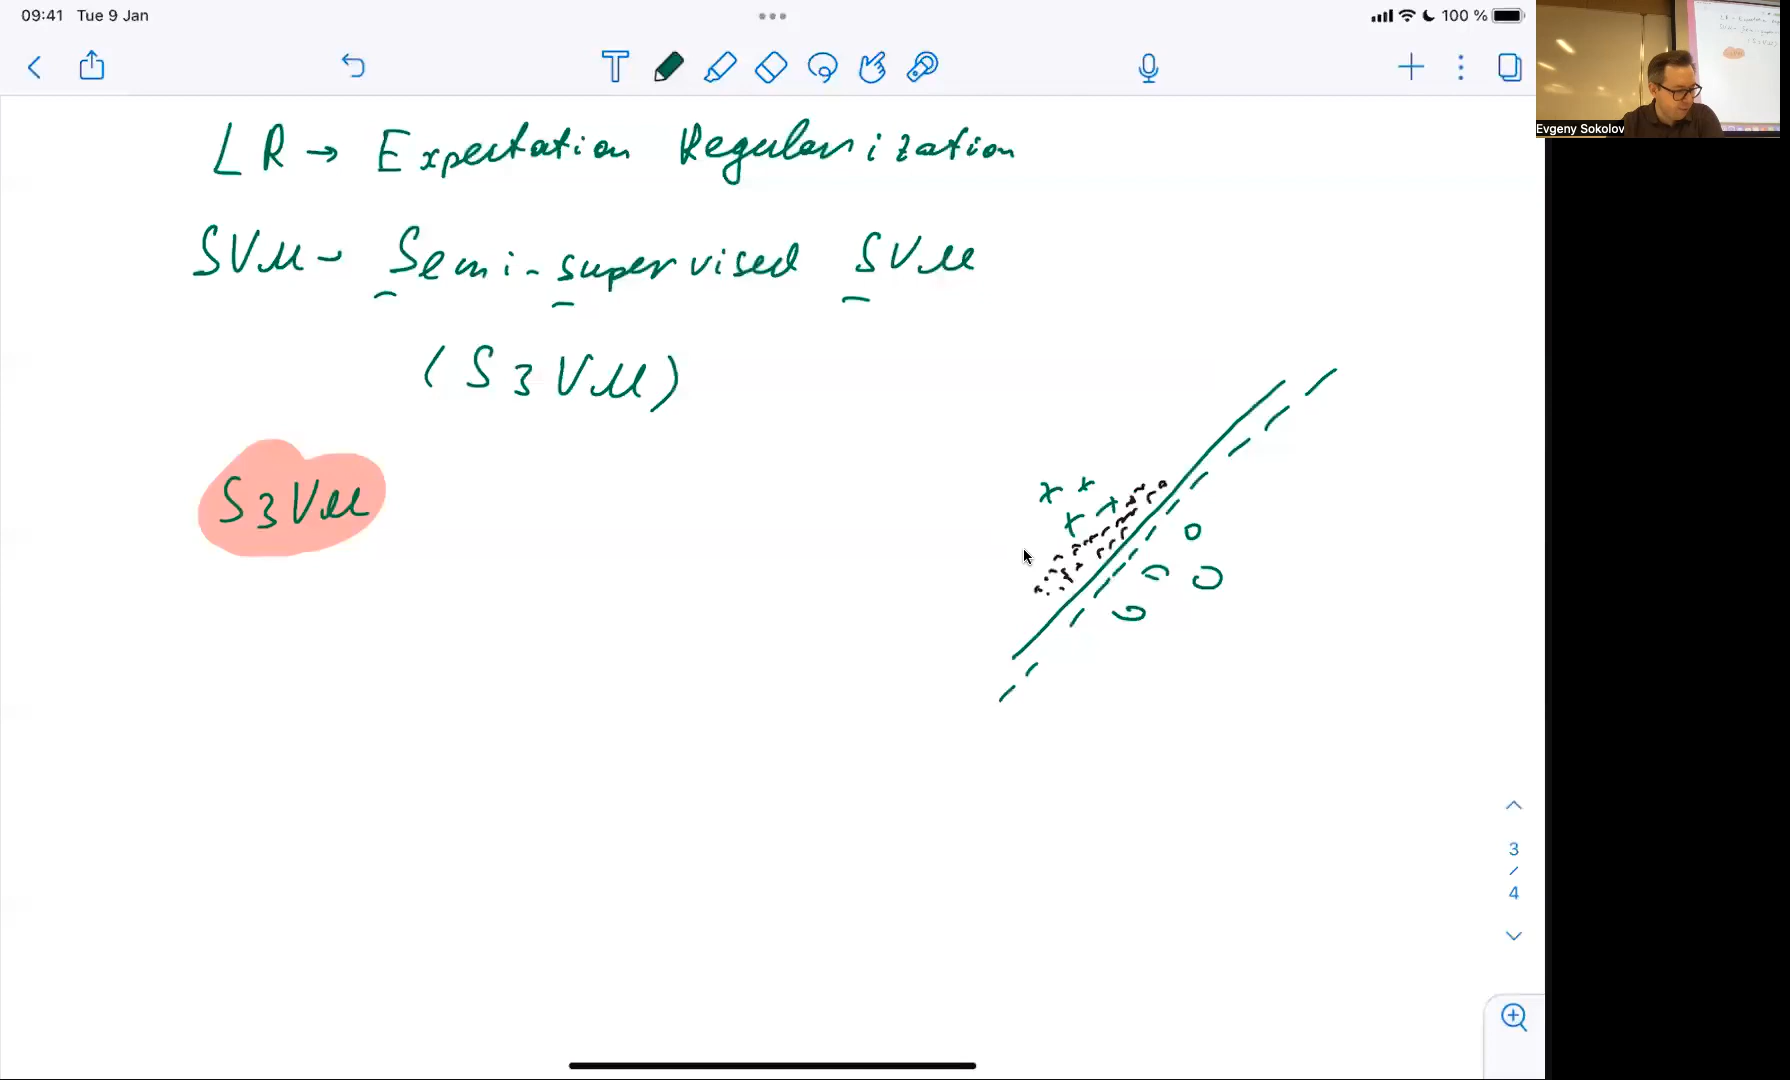 09:41 Tue 9 Jan
100 %
LR → Expectation Regularization
SVM - Semi-supervised SVM
(S3VM)
S3VM
3
/
4
Evgeny Sokolov